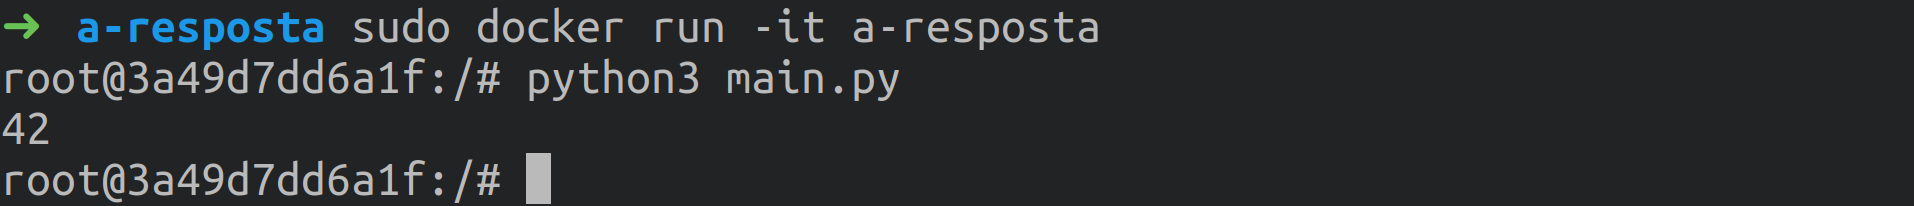 ➜ a-resposta sudo docker run -it a-resposta
root@3a49d7dd6a1f:/# python3 main.py
42
root@3a49d7dd6a1f:/#